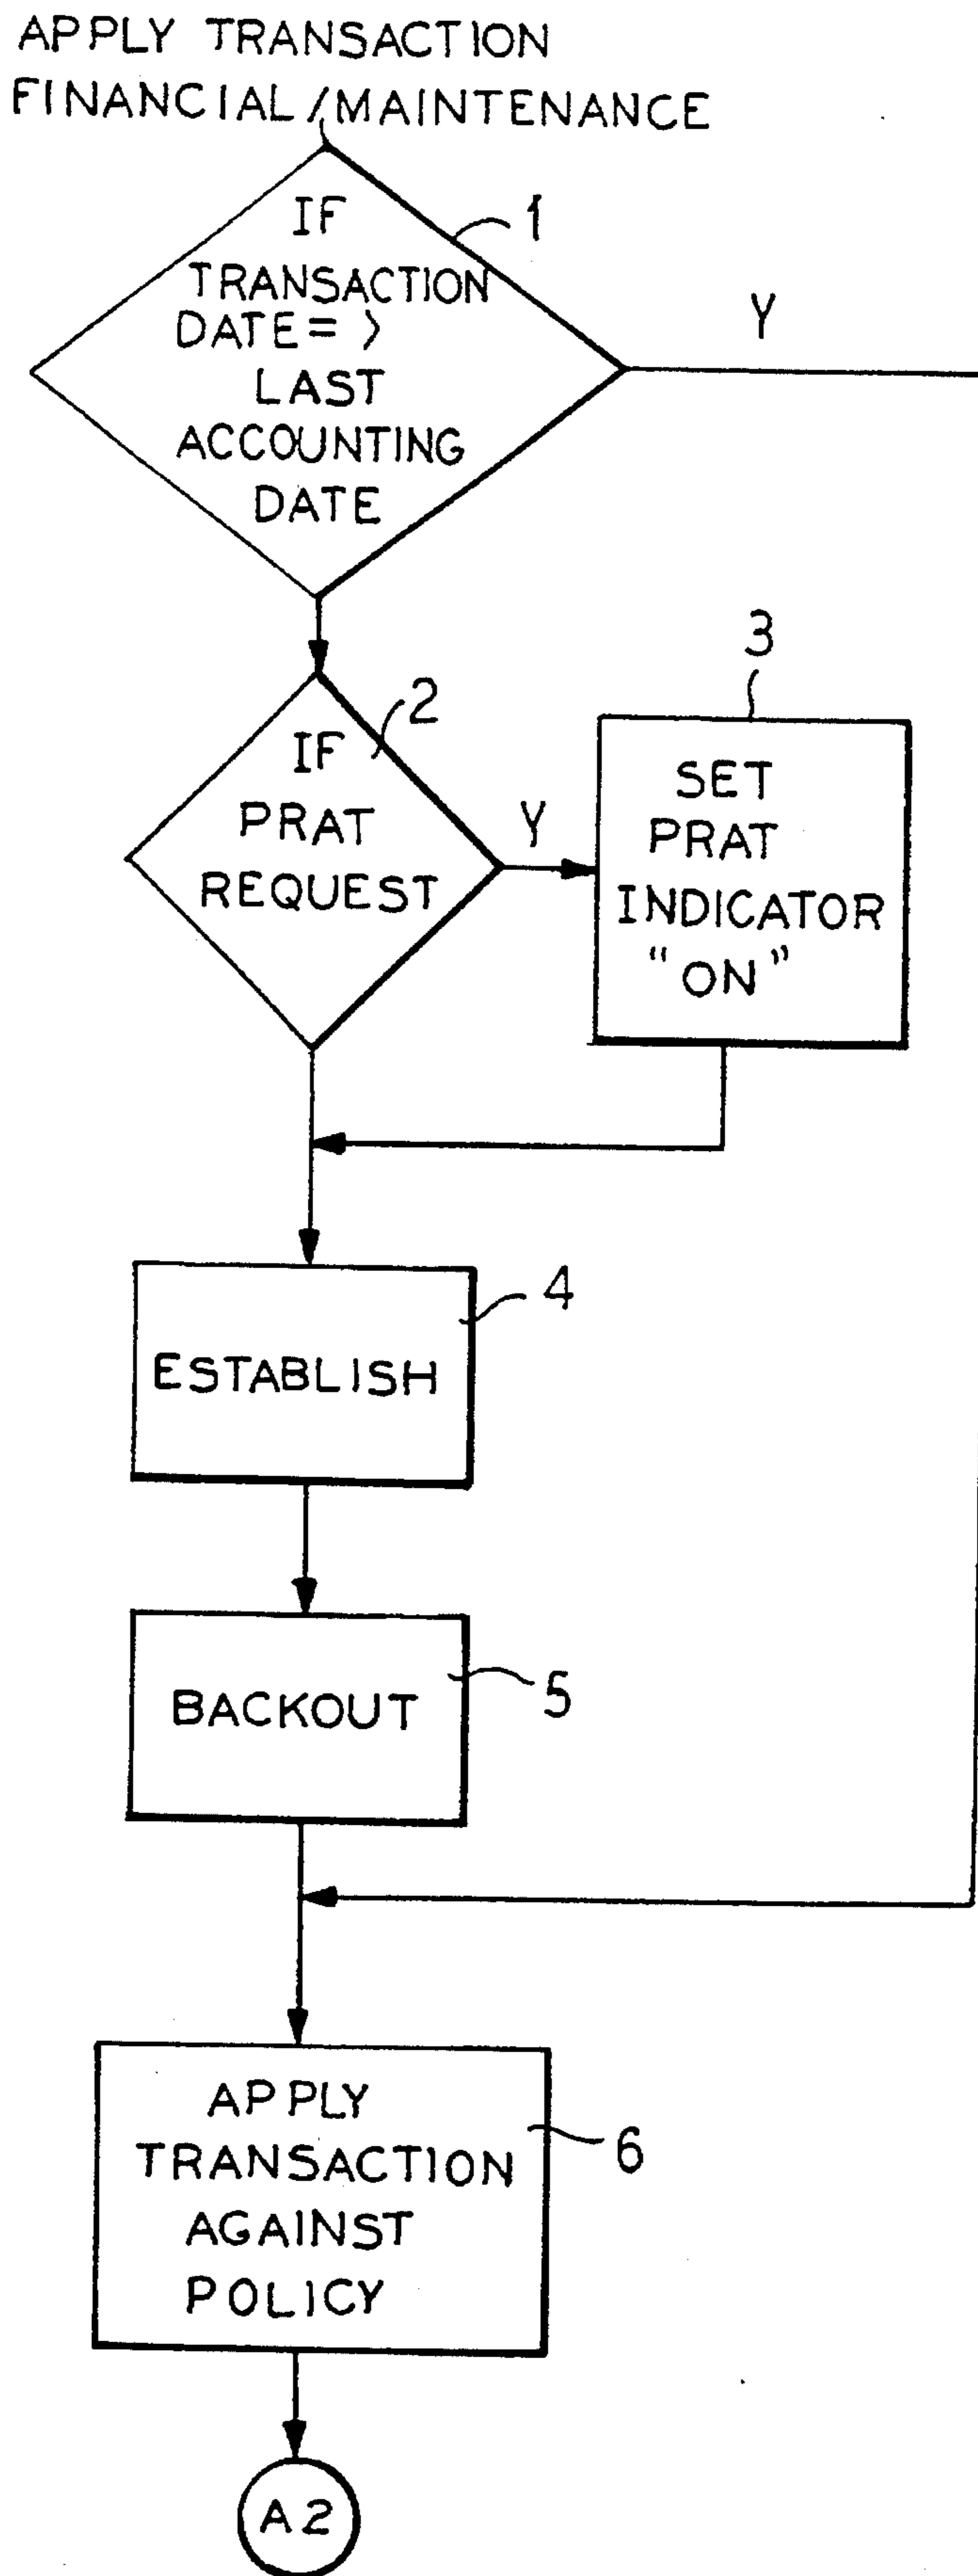 APPLY TRANSACTION
FINANCIAL/MAINTENANCE
IF
TRANSACTION
DATE = >
LAST
ACCOUNTING
DATE
1
Y
IF
PRAT
REQUEST
2
Y
3
SET
PRAT
INDICATOR
"ON"
ESTABLISH
4
BACKOUT
5
APPLY
TRANSACTION
AGAINST
POLICY
6
A2